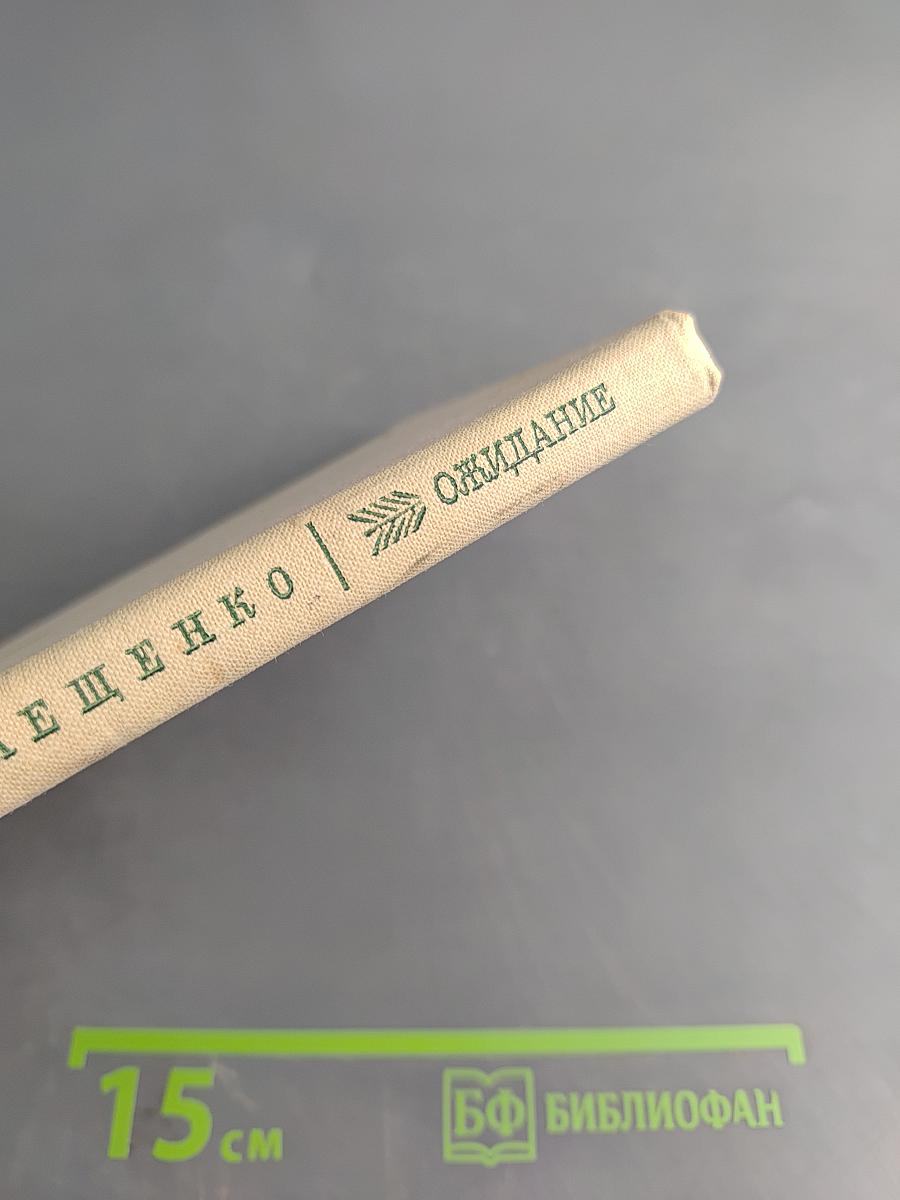 ЕЩЕНКО | ОЖИДАНИЕ
15 см
БФ БИБЛИОФАН